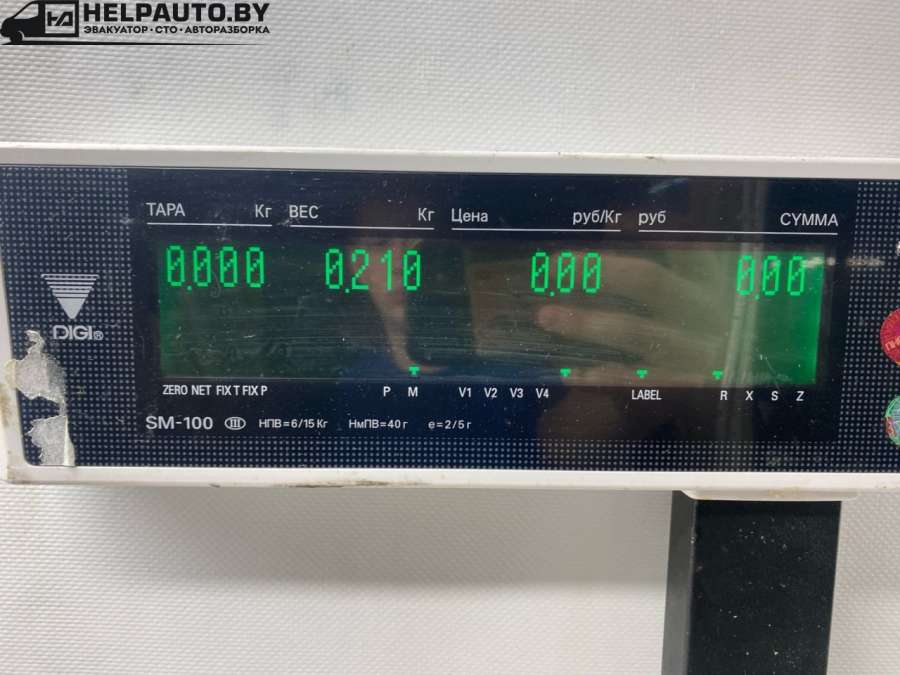 HELPAUTO.BY
ЭВАКУАТОР • СТО • АВТОРАЗБОРКА
ТАРА Кг ВЕС Кг Цена руб/Кг руб СУММА
0.000 0.210 0.00 0.00
DIGI®
ZERO NET FIX T FIX P P M V1 V2 V3 V4 LABEL R X S Z
SM-100 III НПВ=6/15 Кг НмПВ=40 г e=2/5 г